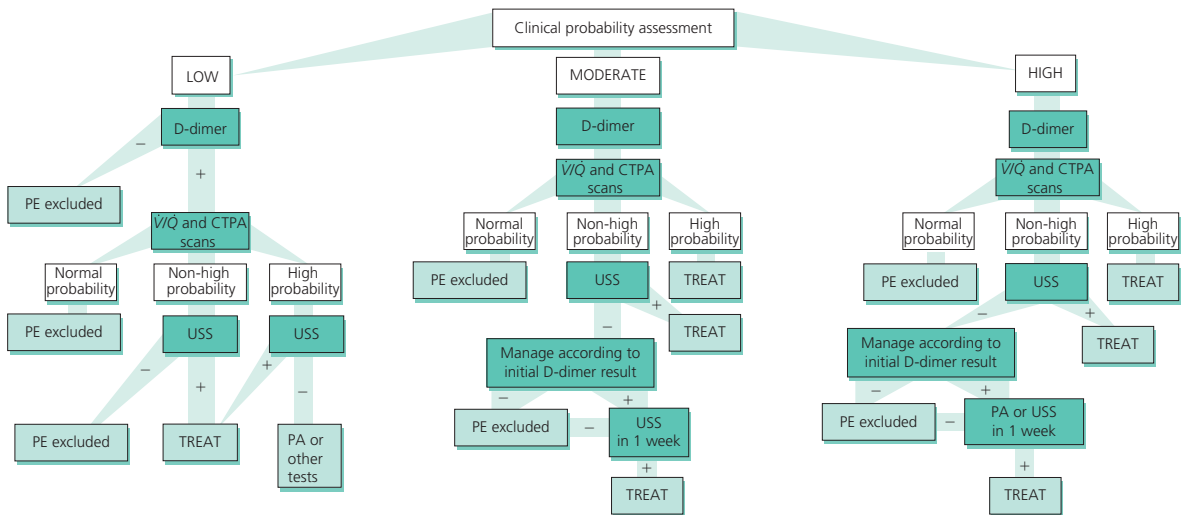 Clinical probability assessment
LOW
D-dimer
−
+
PE excluded
V̇/Q̇ and CTPA
scans
Normal
probability
Non-high
probability
High
probability
PE excluded
USS
USS
−
+
+
−
PE excluded
TREAT
PA or
other
tests
MODERATE
D-dimer
V̇/Q̇ and CTPA
scans
Normal
probability
Non-high
probability
High
probability
PE excluded
USS
TREAT
+
−
TREAT
Manage according to
initial D-dimer result
−
+
PE excluded
−
USS
in 1 week
+
TREAT
HIGH
D-dimer
V̇/Q̇ and CTPA
scans
Normal
probability
Non-high
probability
High
probability
PE excluded
USS
TREAT
−
+
TREAT
Manage according to
initial D-dimer result
−
+
PE excluded
−
PA or USS
in 1 week
+
TREAT